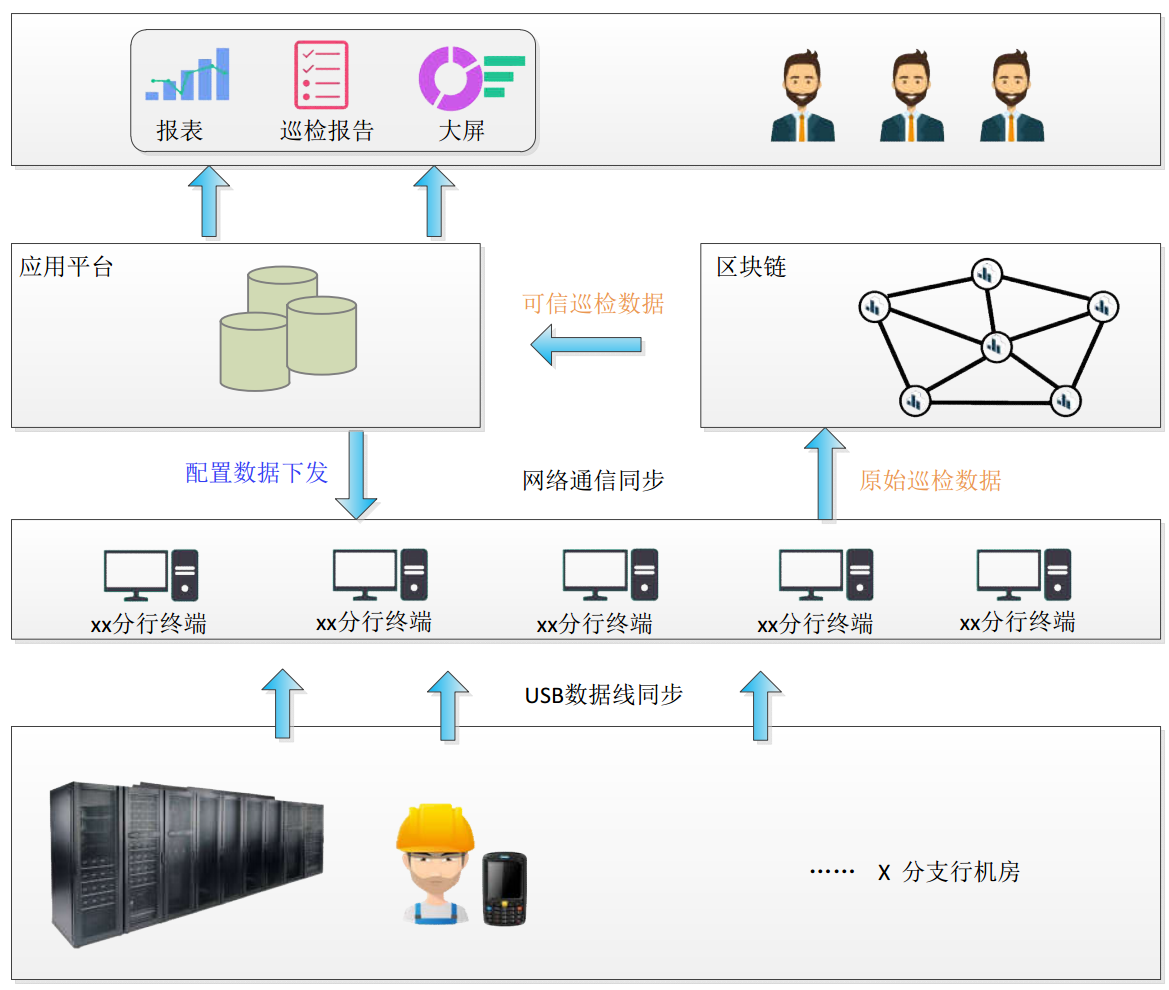 报表
巡检报告
大屏
应用平台
区块链
可信巡检数据
配置数据下发
网络通信同步
原始巡检数据
xx分行终端
xx分行终端
xx分行终端
xx分行终端
xx分行终端
USB数据线同步
…… X 分支行机房